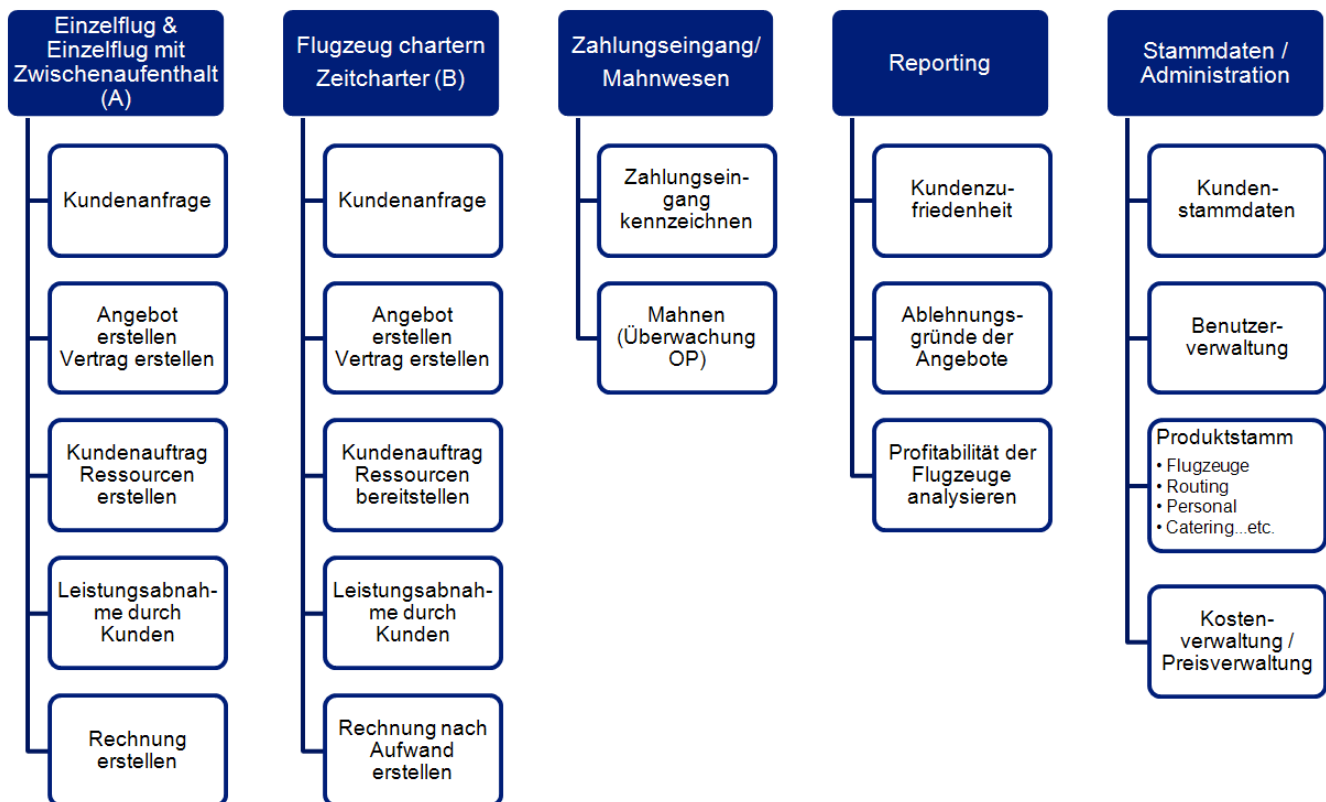 Einzelflug &
Einzelflug mit
Zwischenaufenthalt
(A)
Kundenanfrage
Angebot
erstellen
Vertrag erstellen
Kundenauftrag
Ressourcen
erstellen
Leistungsabnah-
me durch
Kunden
Rechnung
erstellen
Flugzeug chartern
Zeitcharter (B)
Kundenanfrage
Angebot
erstellen
Vertrag erstellen
Kundenauftrag
Ressourcen
bereitstellen
Leistungsabnah-
me durch
Kunden
Rechnung nach
Aufwand
erstellen
Zahlungseingang/
Mahnwesen
Zahlungsein-
gang
kennzeichnen
Mahnen
(Überwachung
OP)
Reporting
Kundenzu-
friedenheit
Ablehnungs-
gründe der
Angebote
Profitabilität der
Flugzeuge
analysieren
Stammdaten /
Administration
Kunden-
stammdaten
Benutzer-
verwaltung
Produktstamm
• Flugzeuge
• Routing
• Personal
• Catering...etc.
Kosten-
verwaltung /
Preisverwaltung